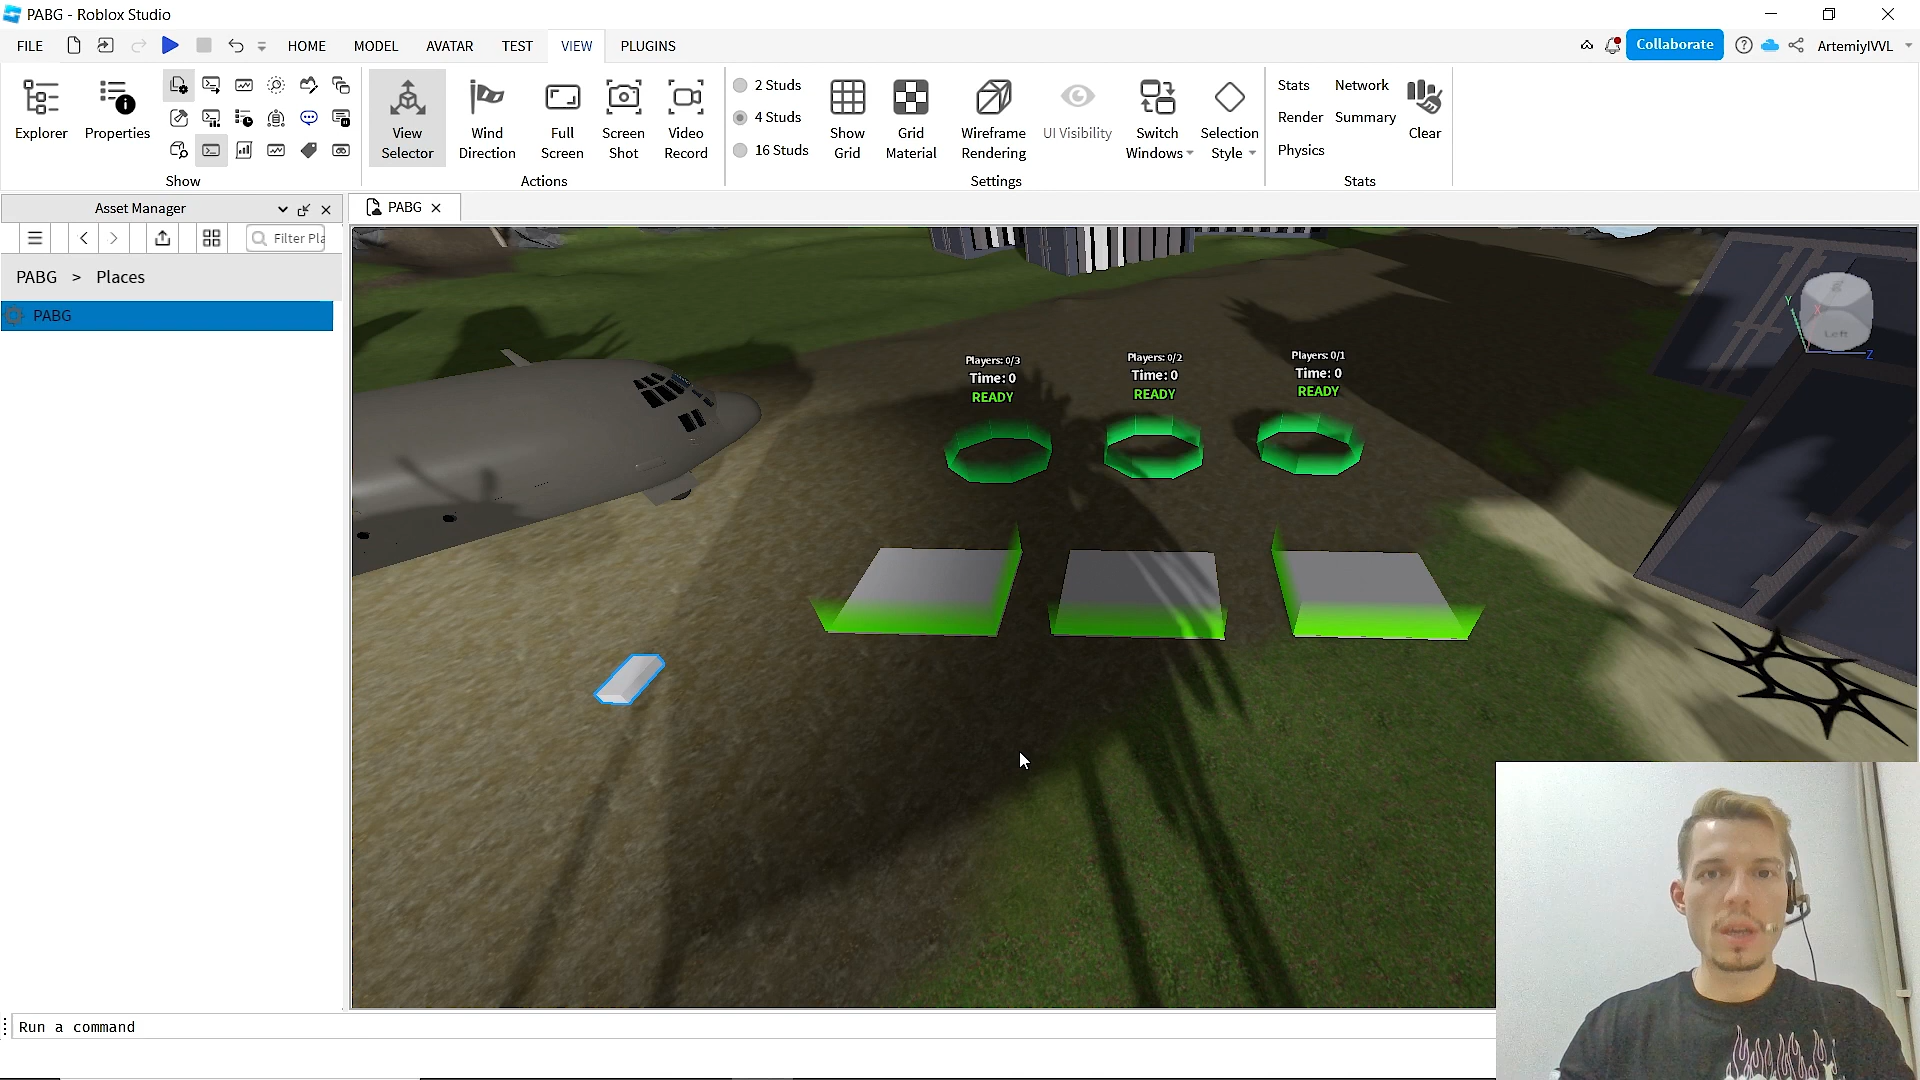 PABG - Roblox Studio
FILE HOME MODEL AVATAR TEST VIEW PLUGINS Collaborate ArtemiyIVVL
Explorer
Properties
Show
View Selector
Wind Direction
Full Screen
Screen Shot
Video Record
Actions
2 Studs
4 Studs
16 Studs
Show Grid
Grid Material
Wireframe Rendering
UI Visibility
Switch Windows
Selection Style
Settings
Stats Network
Render Summary
Physics
Clear
Stats
Asset Manager
PABG
Filter Pla
PABG > Places
PABG
Players: 0/3
Time: 0
READY
Players: 0/2
Time: 0
READY
Players: 0/1
Time: 0
READY
Y
X
Left
Z
Run a command